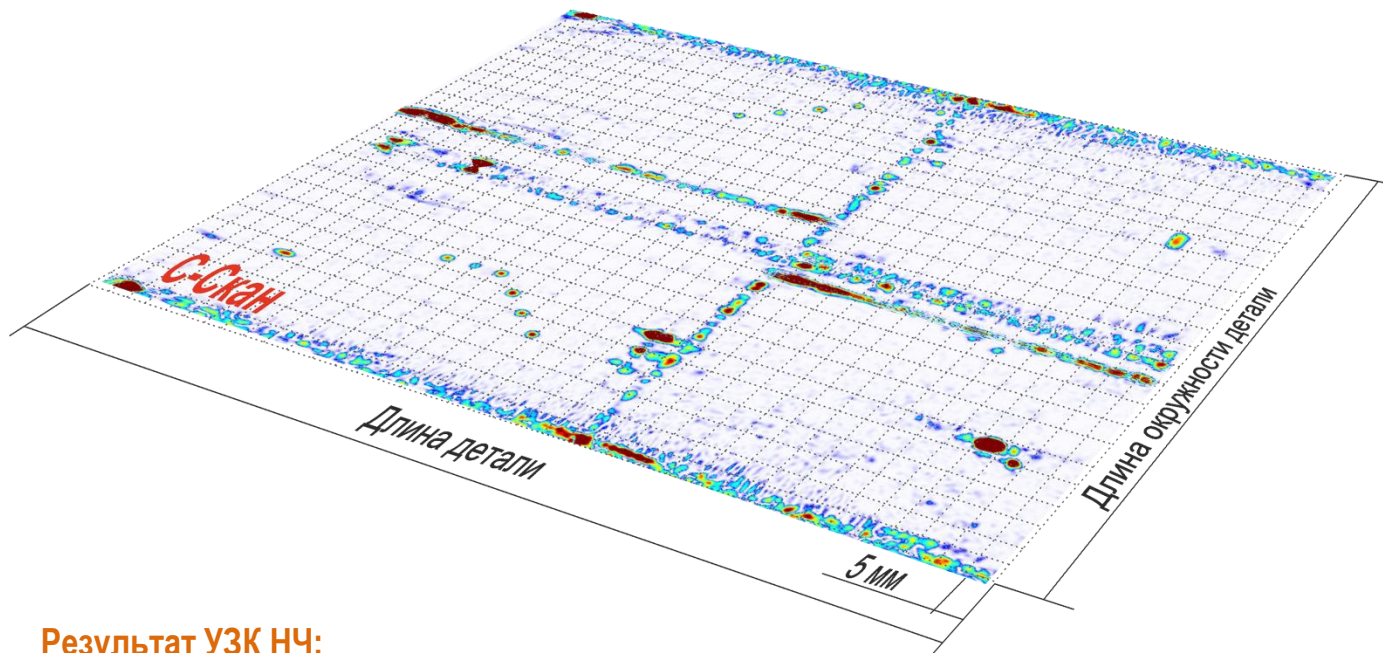 С-Скан
Длина окружности детали
Длина детали
5 мм
Результат УЗК НЧ: